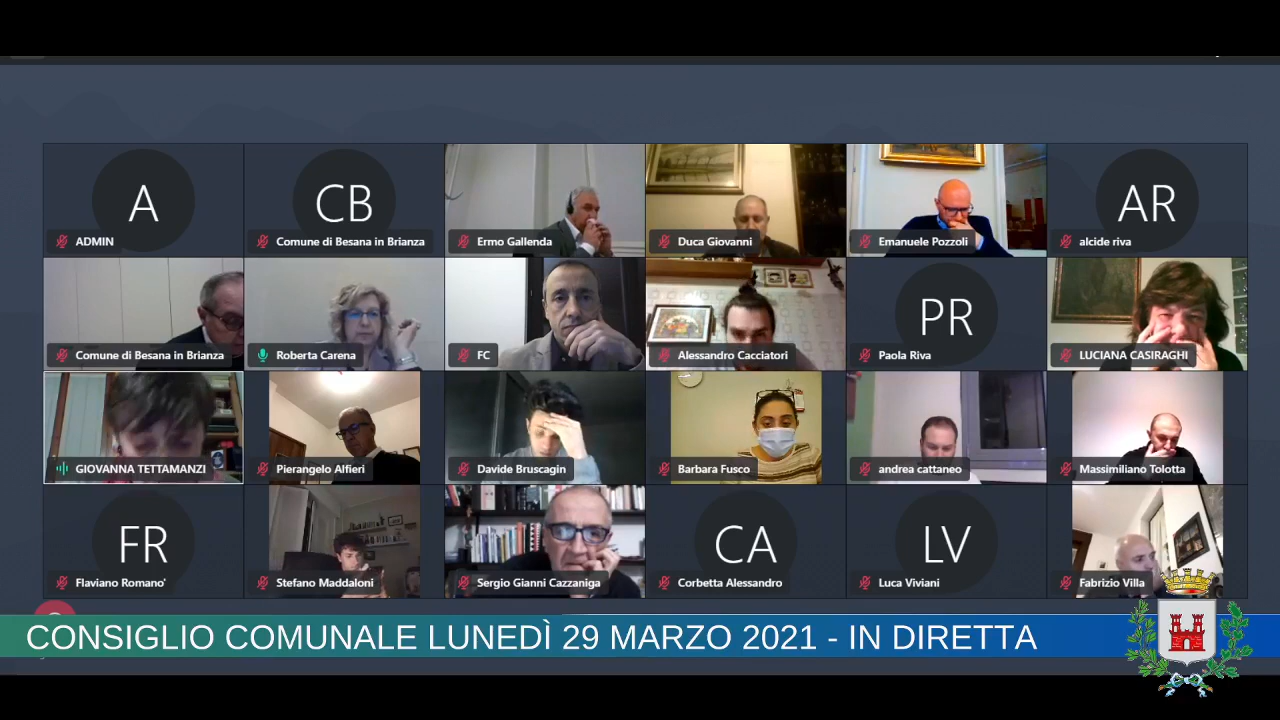 A
CB
AR
ADMIN
Comune di Besana in Brianza
Ermo Gallenda
Duca Giovanni
Emanuele Pozzoli
alcide riva
PR
Comune di Besana in Brianza
Roberta Carena
FC
Alessandro Cacciatori
Paola Riva
LUCIANA CASIRAGHI
GIOVANNA TETTAMANZI
Pierangelo Alfieri
Davide Bruscagin
Barbara Fusco
andrea cattaneo
Massimiliano Tolotta
FR
CA
LV
Flaviano Romano'
Stefano Maddaloni
Sergio Gianni Cazzaniga
Corbetta Alessandro
Luca Viviani
Fabrizio Villa
CONSIGLIO COMUNALE LUNEDÌ 29 MARZO 2021 - IN DIRETTA